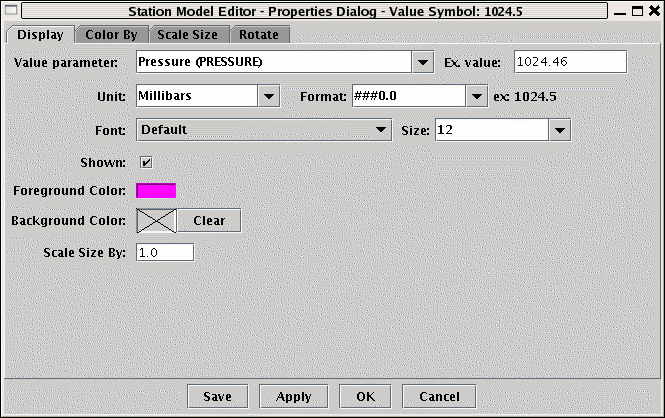 Station Model Editor - Properties Dialog - Value Symbol: 1024.5
Display Color By Scale Size Rotate
Value parameter: Pressure (PRESSURE) Ex. value: 1024.46
Unit: Millibars Format: ###0.0 ex: 1024.5
Font: Default Size: 12
Shown:
Foreground Color:
Background Color: Clear
Scale Size By: 1.0
Save Apply OK Cancel